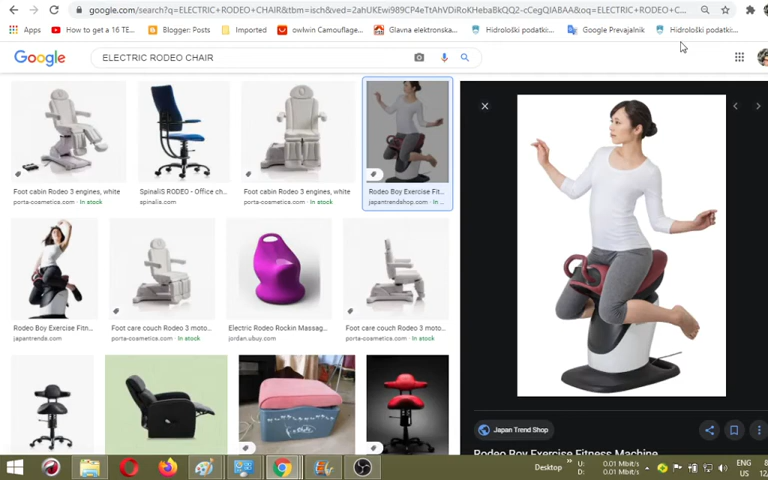 google.com/search?q=ELECTRIC+RODEO+CHAIR&tbm=isch&ved=2ahUKEwi989CP4eTtAhVDiRoKHebaBkQQ2-cCegQIABAA&oq=ELECTRIC+RODEO+C...
Apps
How to get a 16 TE...
Blogger: Posts
Imported
owlwin Camouflage...
Glavna elektronska...
Hidrološki podatki:...
Google Prevajalnik
Hidrološki podatki:...
Google
ELECTRIC RODEO CHAIR
Foot cabin Rodeo 3 engines, white
porta-cosmetics.com · In stock
SpinaliS RODEO - Office ch...
spinalis.com
Foot cabin Rodeo 3 engines, white
porta-cosmetics.com · In stock
Rodeo Boy Exercise Fit...
japantrendshop.com · In ...
Rodeo Boy Exercise Fitn...
japantrends.com
Foot care couch Rodeo 3 moto...
porta-cosmetics.com · In stock
Electric Rodeo Rockin Massag...
jordan.ubuy.com
Foot care couch Rodeo 3 moto...
porta-cosmetics.com · In stock
Japan Trend Shop
Rodeo Boy Exercise Fitness Machine
Desktop
U: 0.01 Mbit/s
D: 0.01 Mbit/s
EN
US